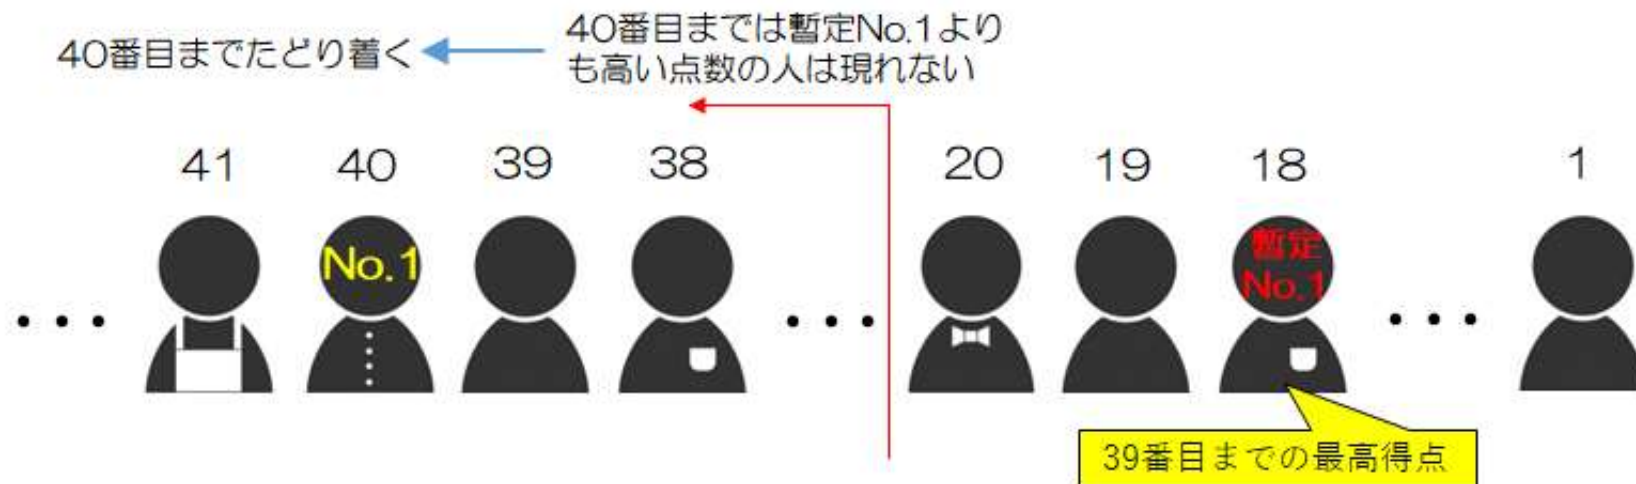 40番目までたどり着く
40番目までは暫定No.1より
も高い点数の人は現れない
41 40 39 38 20 19 18 1
No.1
暫定
No.1
・・・ ・・・ ・・・
39番目までの最高得点